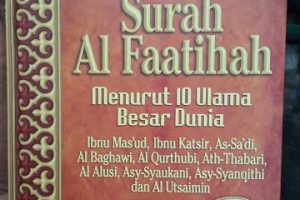 Surah
Al Faatihah
Menurut 10 Ulama
Besar Dunia
Ibnu Mas'ud, Ibnu Katsir, As-Sa'di,
Al Baghawi, Al Qurthubi, Ath-Thabari,
Al Alusi, Asy-Syaukani, Asy-Syanqithi
dan Al Utsaimin